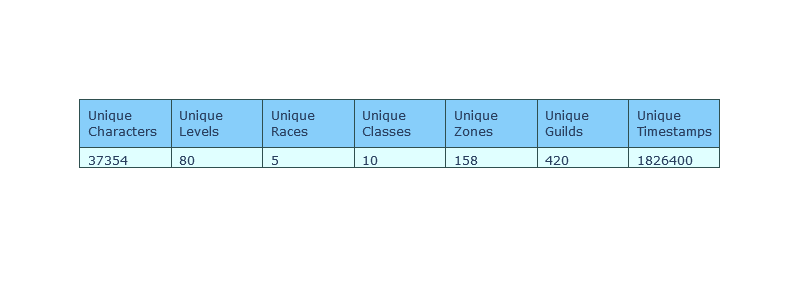 Unique Characters Unique Levels Unique Races Unique Classes Unique Zones Unique Guilds Unique Timestamps
37354 80 5 10 158 420 1826400